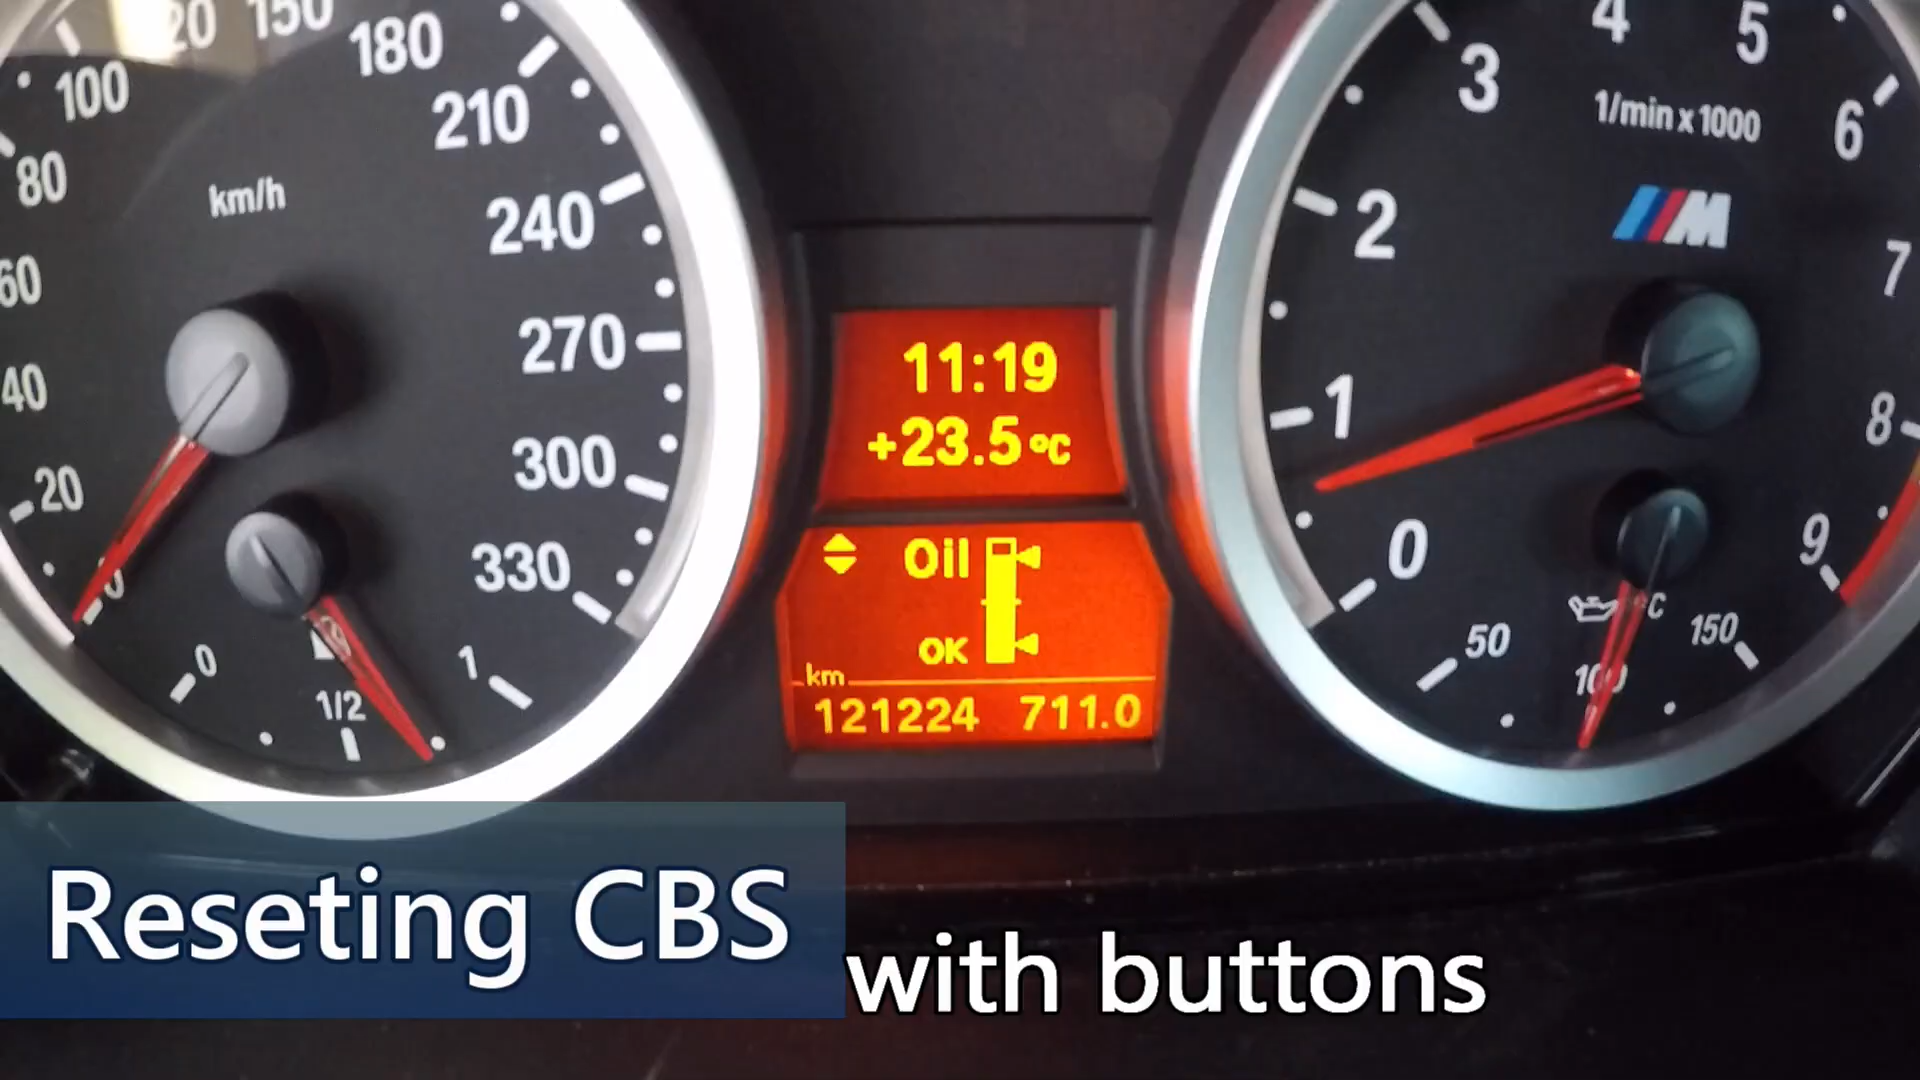 20 150 180
100
210
80
km/h
240
60
270
40
300
20
330
0
0
1/2
1
11:19
+23.5°C
Oil
OK
km
121224 711.0
4 5
3
1/min x 1000
6
2
M
7
1
8
0
9
50
°C
150
100
Reseting CBS
with buttons